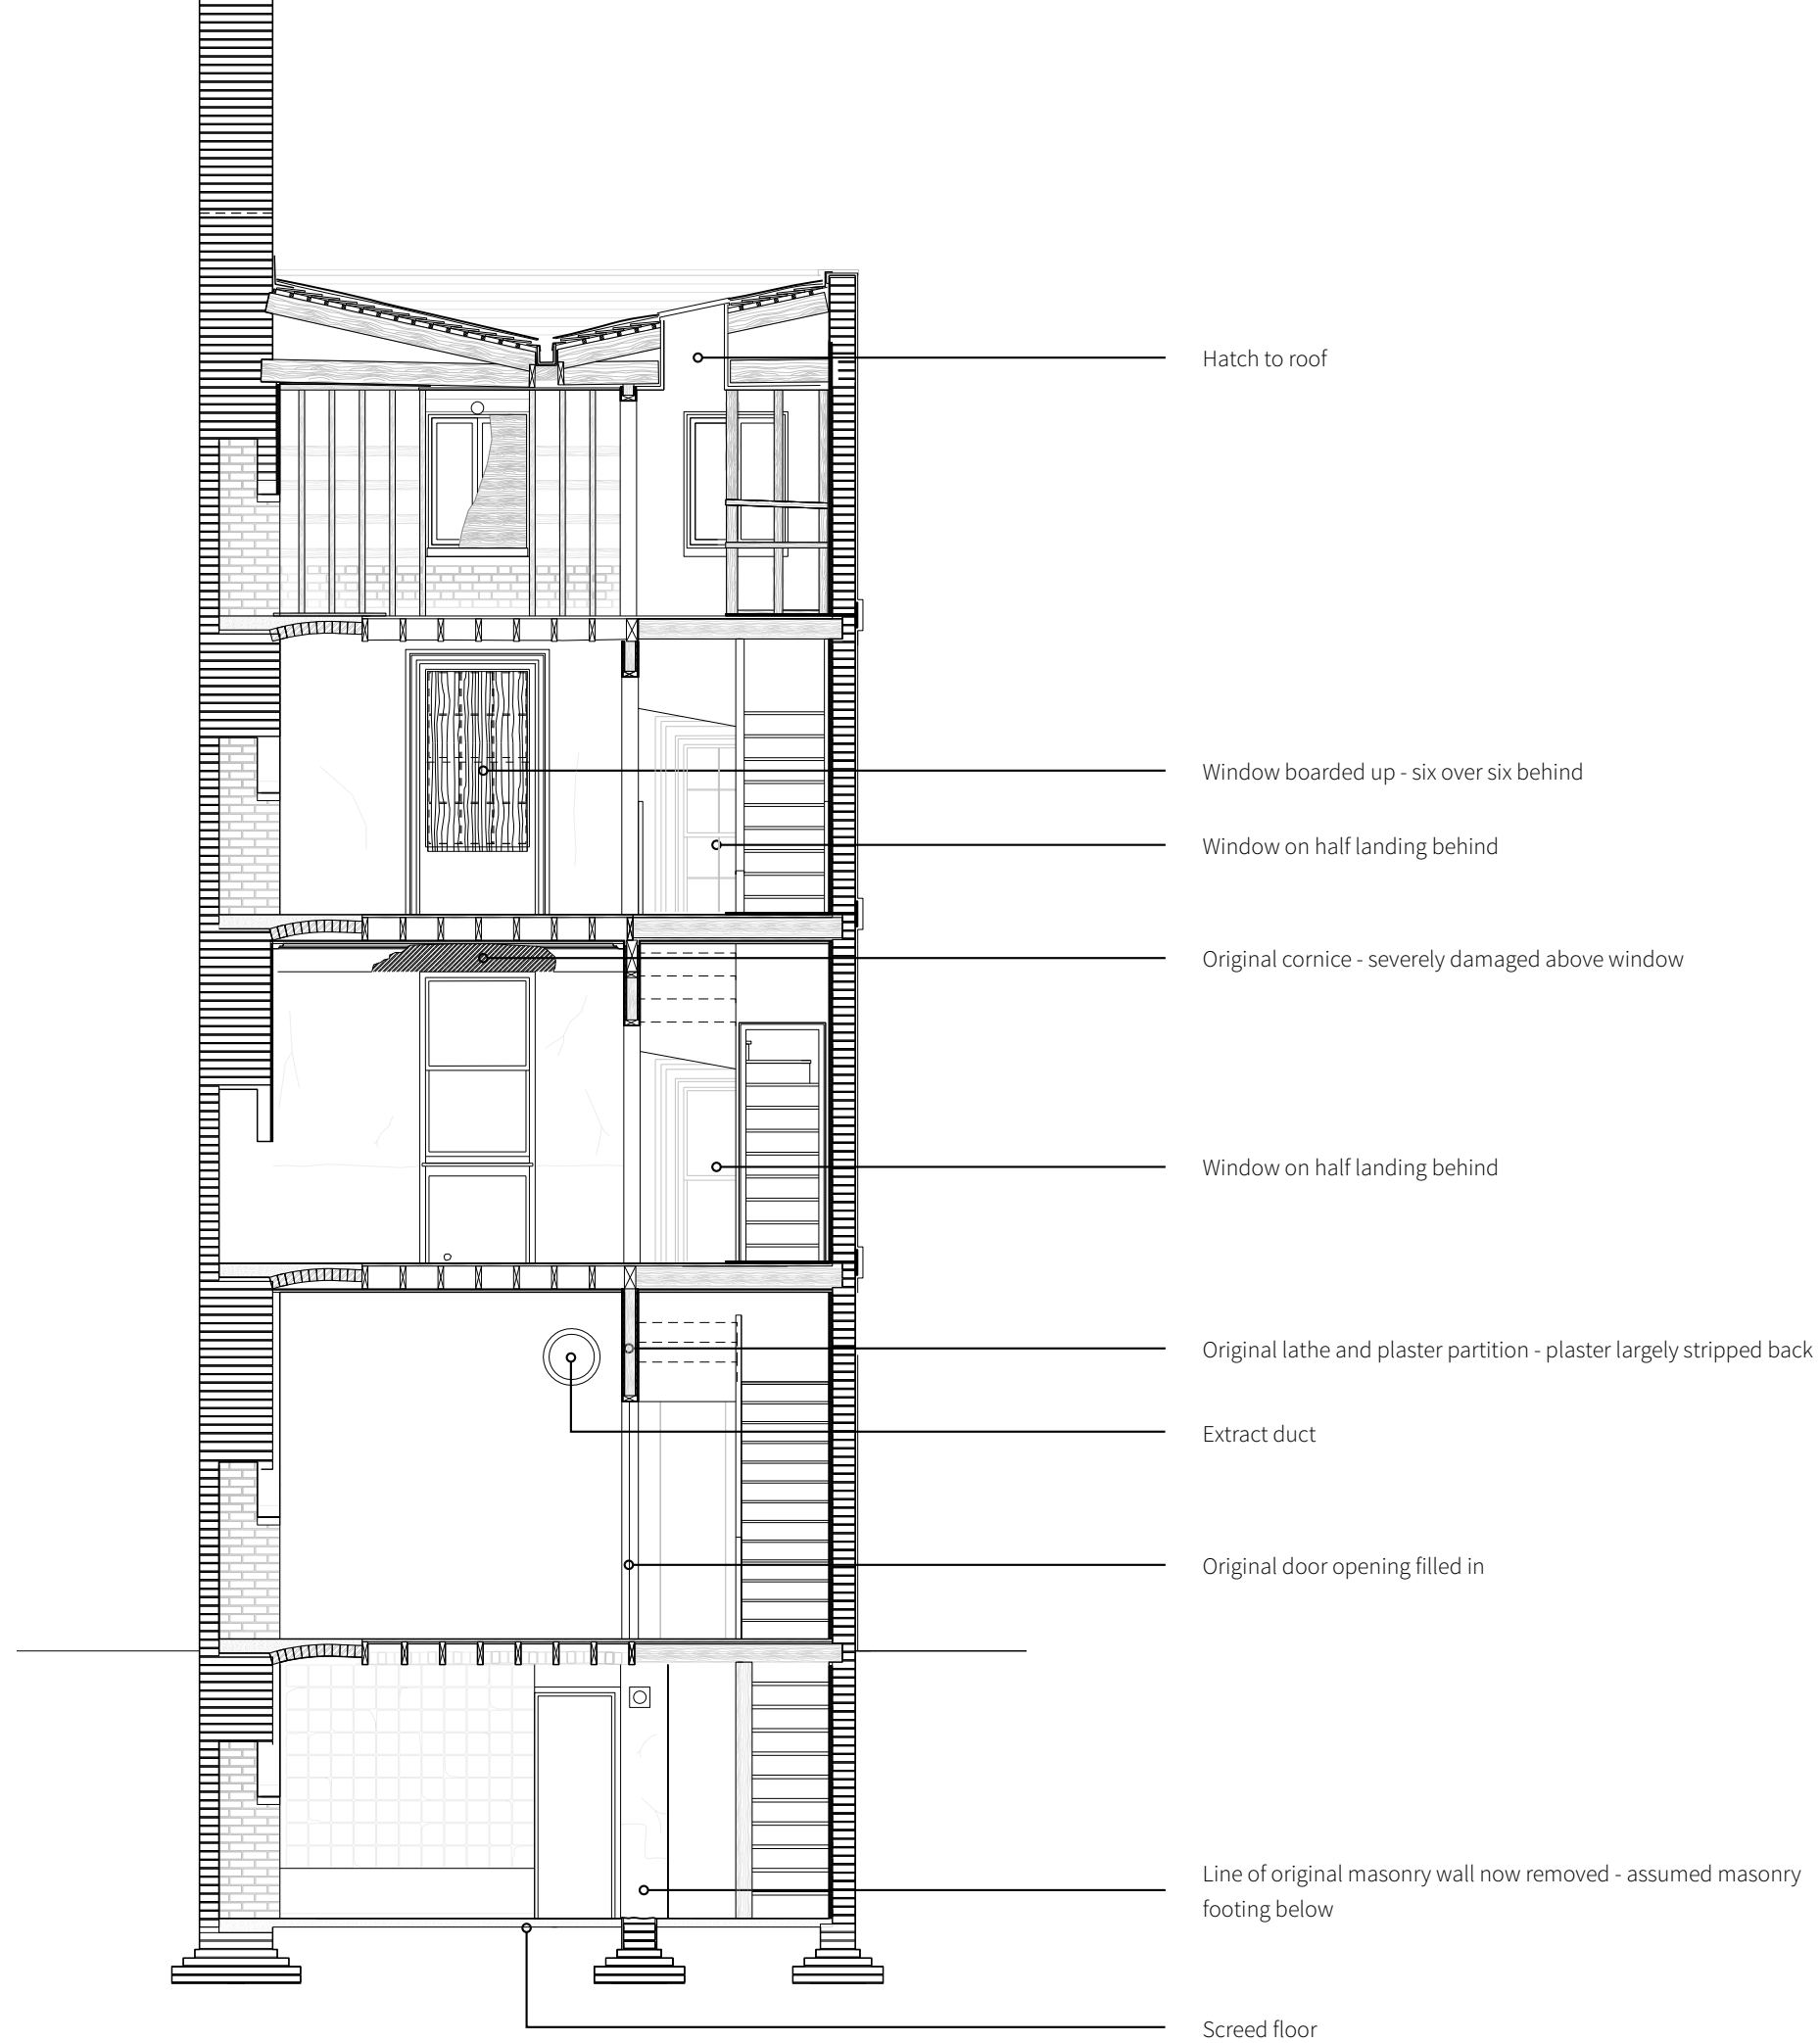 Hatch to roof
Window boarded up - six over six behind
Window on half landing behind
Original cornice - severely damaged above window
Window on half landing behind
Original lathe and plaster partition - plaster largely stripped back
Extract duct
Original door opening filled in
Line of original masonry wall now removed - assumed masonry
footing below
Screed floor